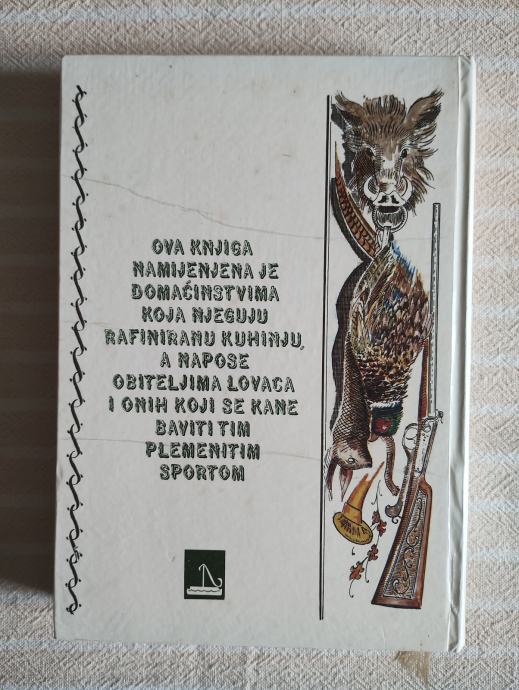 OVA KNJIGA
NAMIJENJENA JE
DOMAĆINSTVIMA
KOJA NJEGUJU
RAFINIRANU KUHINJU,
A NAPOSE
OBITELJIMA LOVACA
I ONIH KOJI SE KANE
BAVITI TIM
PLEMENITIM
SPORTOM